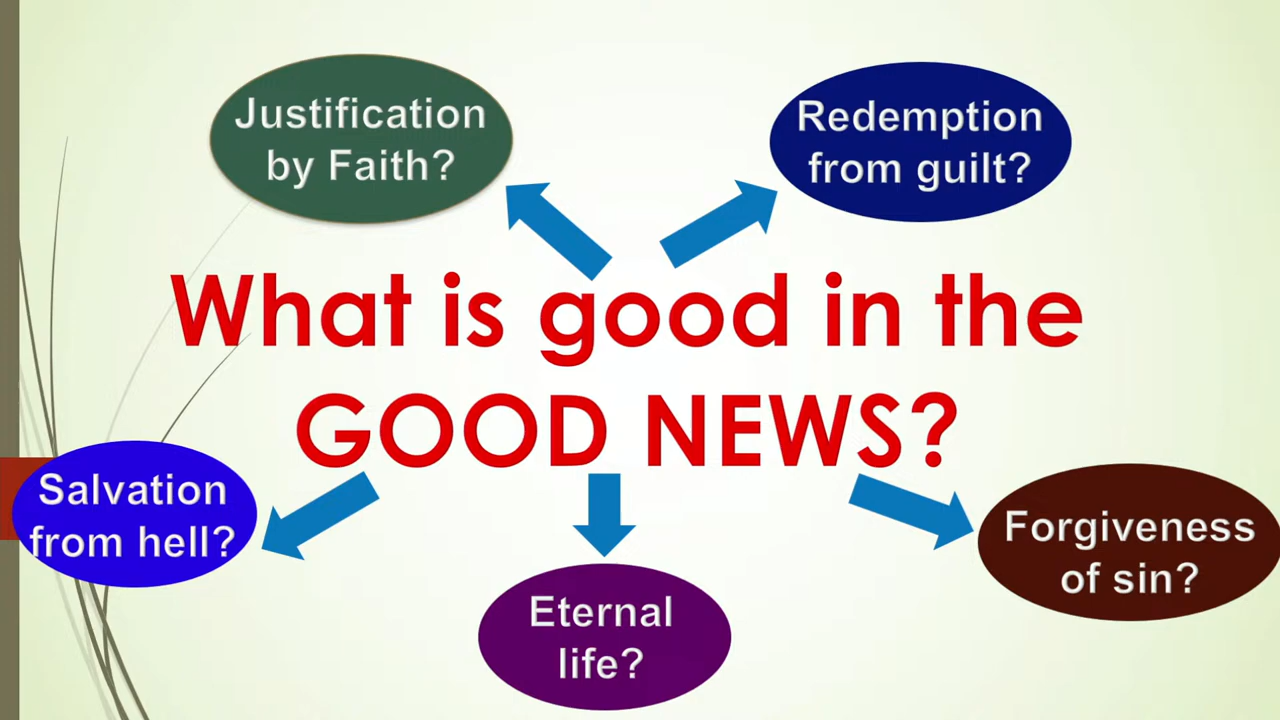 Justification
by Faith?
Redemption
from guilt?
What is good in the
GOOD NEWS?
Salvation
from hell?
Eternal
life?
Forgiveness
of sin?